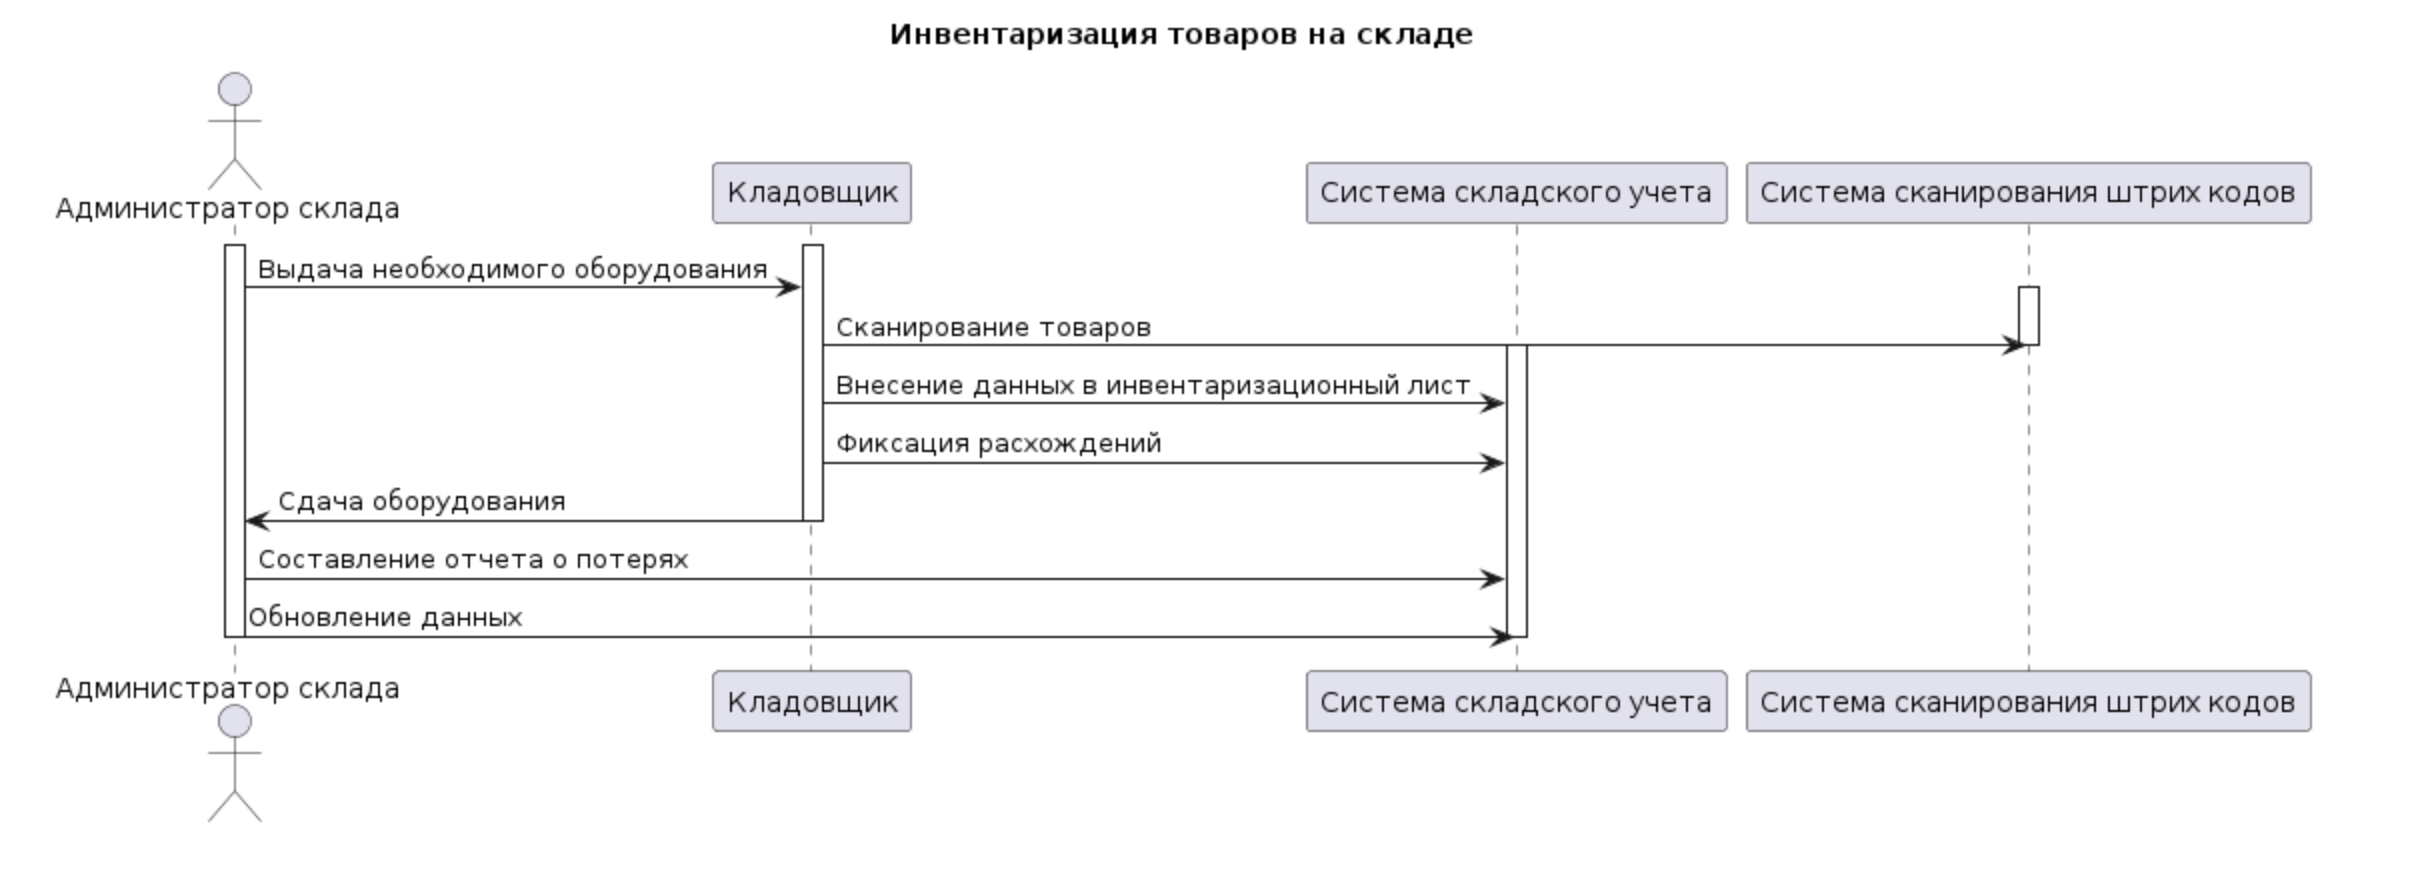 Инвентаризация товаров на складе
Администратор склада
Кладовщик
Система складского учета
Система сканирования штрих кодов
Выдача необходимого оборудования
Сканирование товаров
Внесение данных в инвентаризационный лист
Фиксация расхождений
Сдача оборудования
Составление отчета о потерях
Обновление данных
Администратор склада
Кладовщик
Система складского учета
Система сканирования штрих кодов